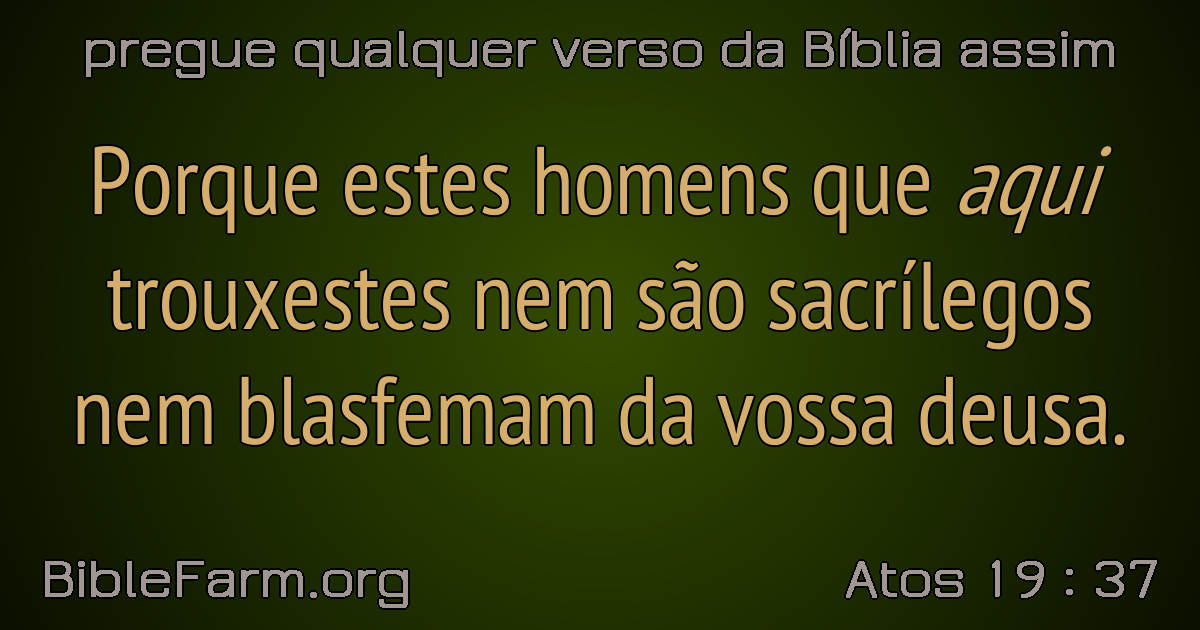 pregue qualquer verso da Bíblia assim
Porque estes homens que aqui
trouxestes nem são sacrílegos
nem blasfemam da vossa deusa.
BibleFarm.org
Atos 19 : 37